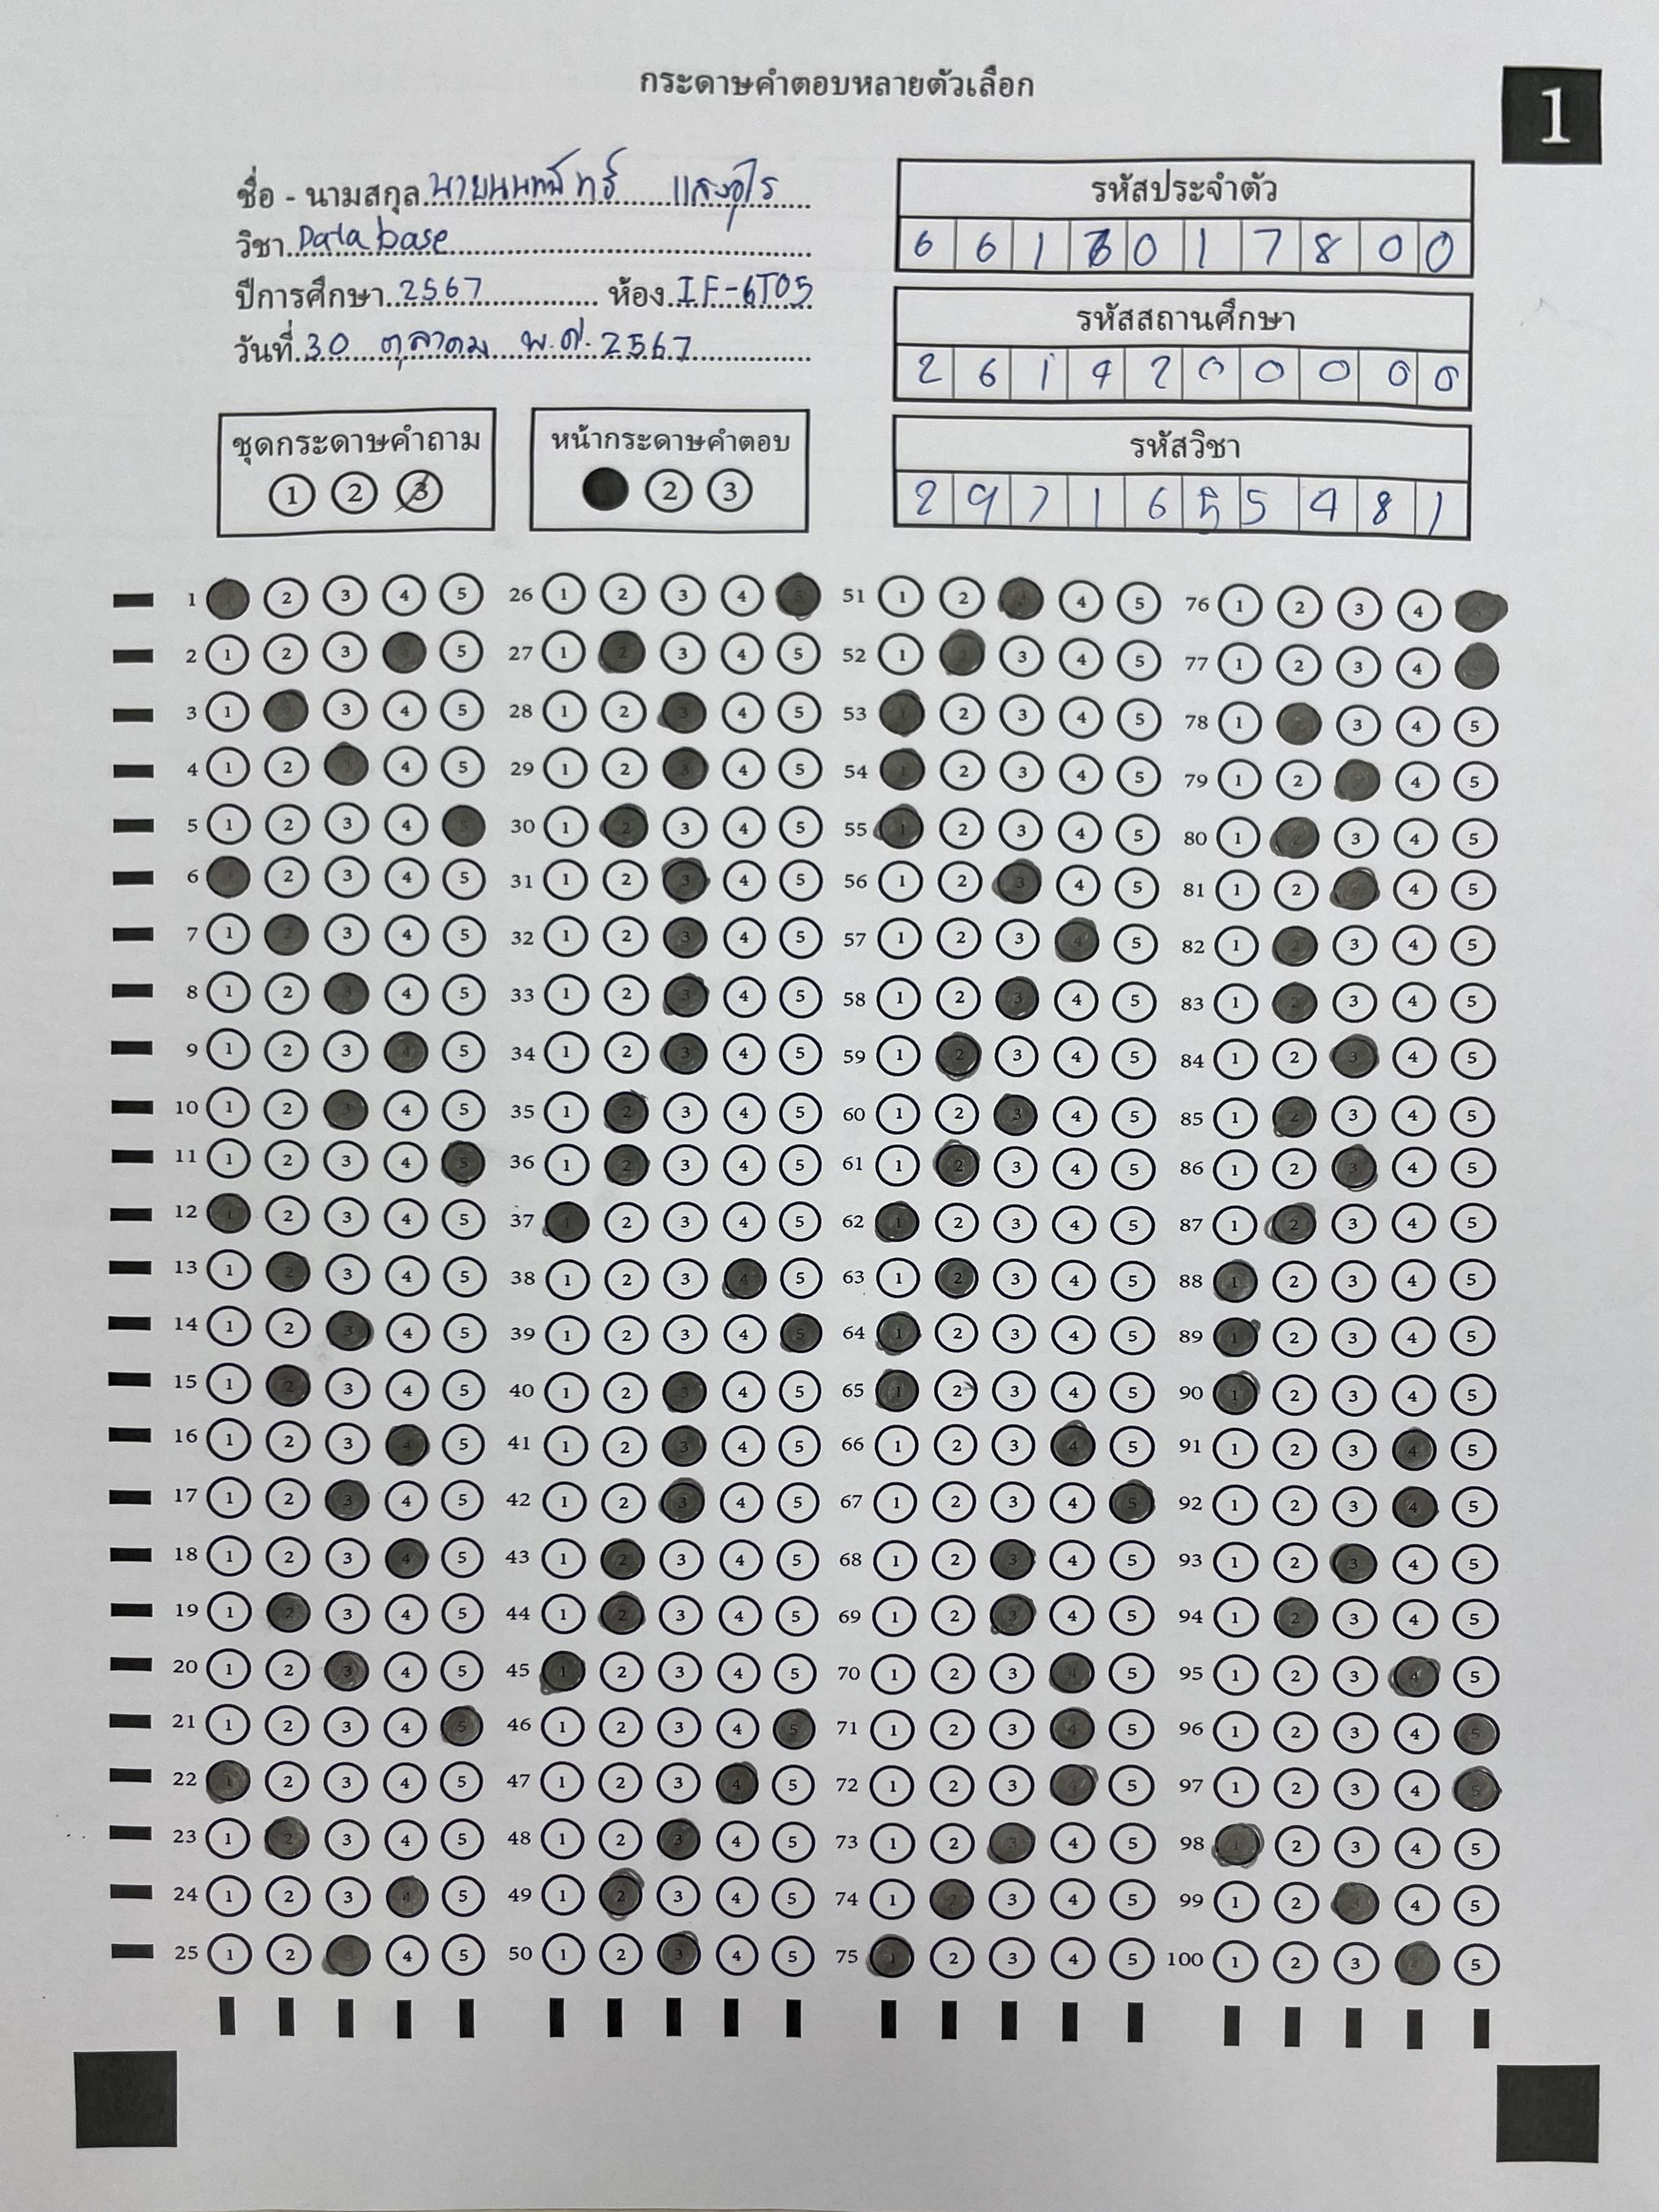 กระดาษคำตอบหลายตัวเลือก
1
ชื่อ - นามสกุล
วิชา Database
ปีการศึกษา 2567 ห้อง IF-6T05
วันที่ 30 ตุลาคม พ.ศ. 2567
รหัสประจำตัว
6 6 1 0 1 7 8 0 0
รหัสสถานศึกษา
2 6 1 4 2 0 0 0 0 0
รหัสวิชา
2 9 7 1 6 5 5 4 8 1
ชุดกระดาษคำถาม
1 2 3
หน้ากระดาษคำตอบ
2 3
1 2 3 4 5 26 1 2 3 4 5 51 1 2 3 4 5 76 1 2 3 4
2 1 2 3 4 5 27 1 2 3 4 5 52 1 2 3 4 5 77 1 2 3 4
3 1 3 4 5 28 1 2 3 4 5 53 1 2 3 4 5 78 1 2 3 4 5
4 1 2 3 4 5 29 1 2 3 4 5 54 1 2 3 4 5 79 1 2 3 4 5
5 1 2 3 4 5 30 1 2 3 4 5 55 1 2 3 4 5 80 1 2 3 4 5
6 1 2 3 4 5 31 1 2 3 4 5 56 1 2 3 4 5 81 1 2 3 4 5
7 1 2 3 4 5 32 1 2 3 4 5 57 1 2 3 4 5 82 1 2 3 4 5
8 1 2 3 4 5 33 1 2 3 4 5 58 1 2 3 4 5 83 1 2 3 4 5
9 1 2 3 4 5 34 1 2 3 4 5 59 1 2 3 4 5 84 1 2 3 4 5
10 1 2 3 4 5 35 1 2 3 4 5 60 1 2 3 4 5 85 1 2 3 4 5
11 1 2 3 4 5 36 1 2 3 4 5 61 1 2 3 4 5 86 1 2 3 4 5
12 1 2 3 4 5 37 1 2 3 4 5 62 1 2 3 4 5 87 1 2 3 4 5
13 1 2 3 4 5 38 1 2 3 4 5 63 1 2 3 4 5 88 1 2 3 4 5
14 1 2 3 4 5 39 1 2 3 4 5 64 1 2 3 4 5 89 1 2 3 4 5
15 1 2 3 4 5 40 1 2 3 4 5 65 1 2 3 4 5 90 1 2 3 4 5
16 1 2 3 4 5 41 1 2 3 4 5 66 1 2 3 4 5 91 1 2 3 4 5
17 1 2 3 4 5 42 1 2 3 4 5 67 1 2 3 4 5 92 1 2 3 4 5
18 1 2 3 4 5 43 1 2 3 4 5 68 1 2 3 4 5 93 1 2 3 4 5
19 1 2 3 4 5 44 1 2 3 4 5 69 1 2 3 4 5 94 1 2 3 4 5
20 1 2 3 4 5 45 1 2 3 4 5 70 1 2 3 4 5 95 1 2 3 4 5
21 1 2 3 4 5 46 1 2 3 4 5 71 1 2 3 4 5 96 1 2 3 4 5
22 1 2 3 4 5 47 1 2 3 4 5 72 1 2 3 4 5 97 1 2 3 4 5
23 1 2 3 4 5 48 1 2 3 4 5 73 1 2 3 4 5 98 1 2 3 4 5
24 1 2 3 4 5 49 1 2 3 4 5 74 1 2 3 4 5 99 1 2 3 4 5
25 1 2 3 4 5 50 1 2 3 4 5 75 1 2 3 4 5 100 1 2 3 4 5